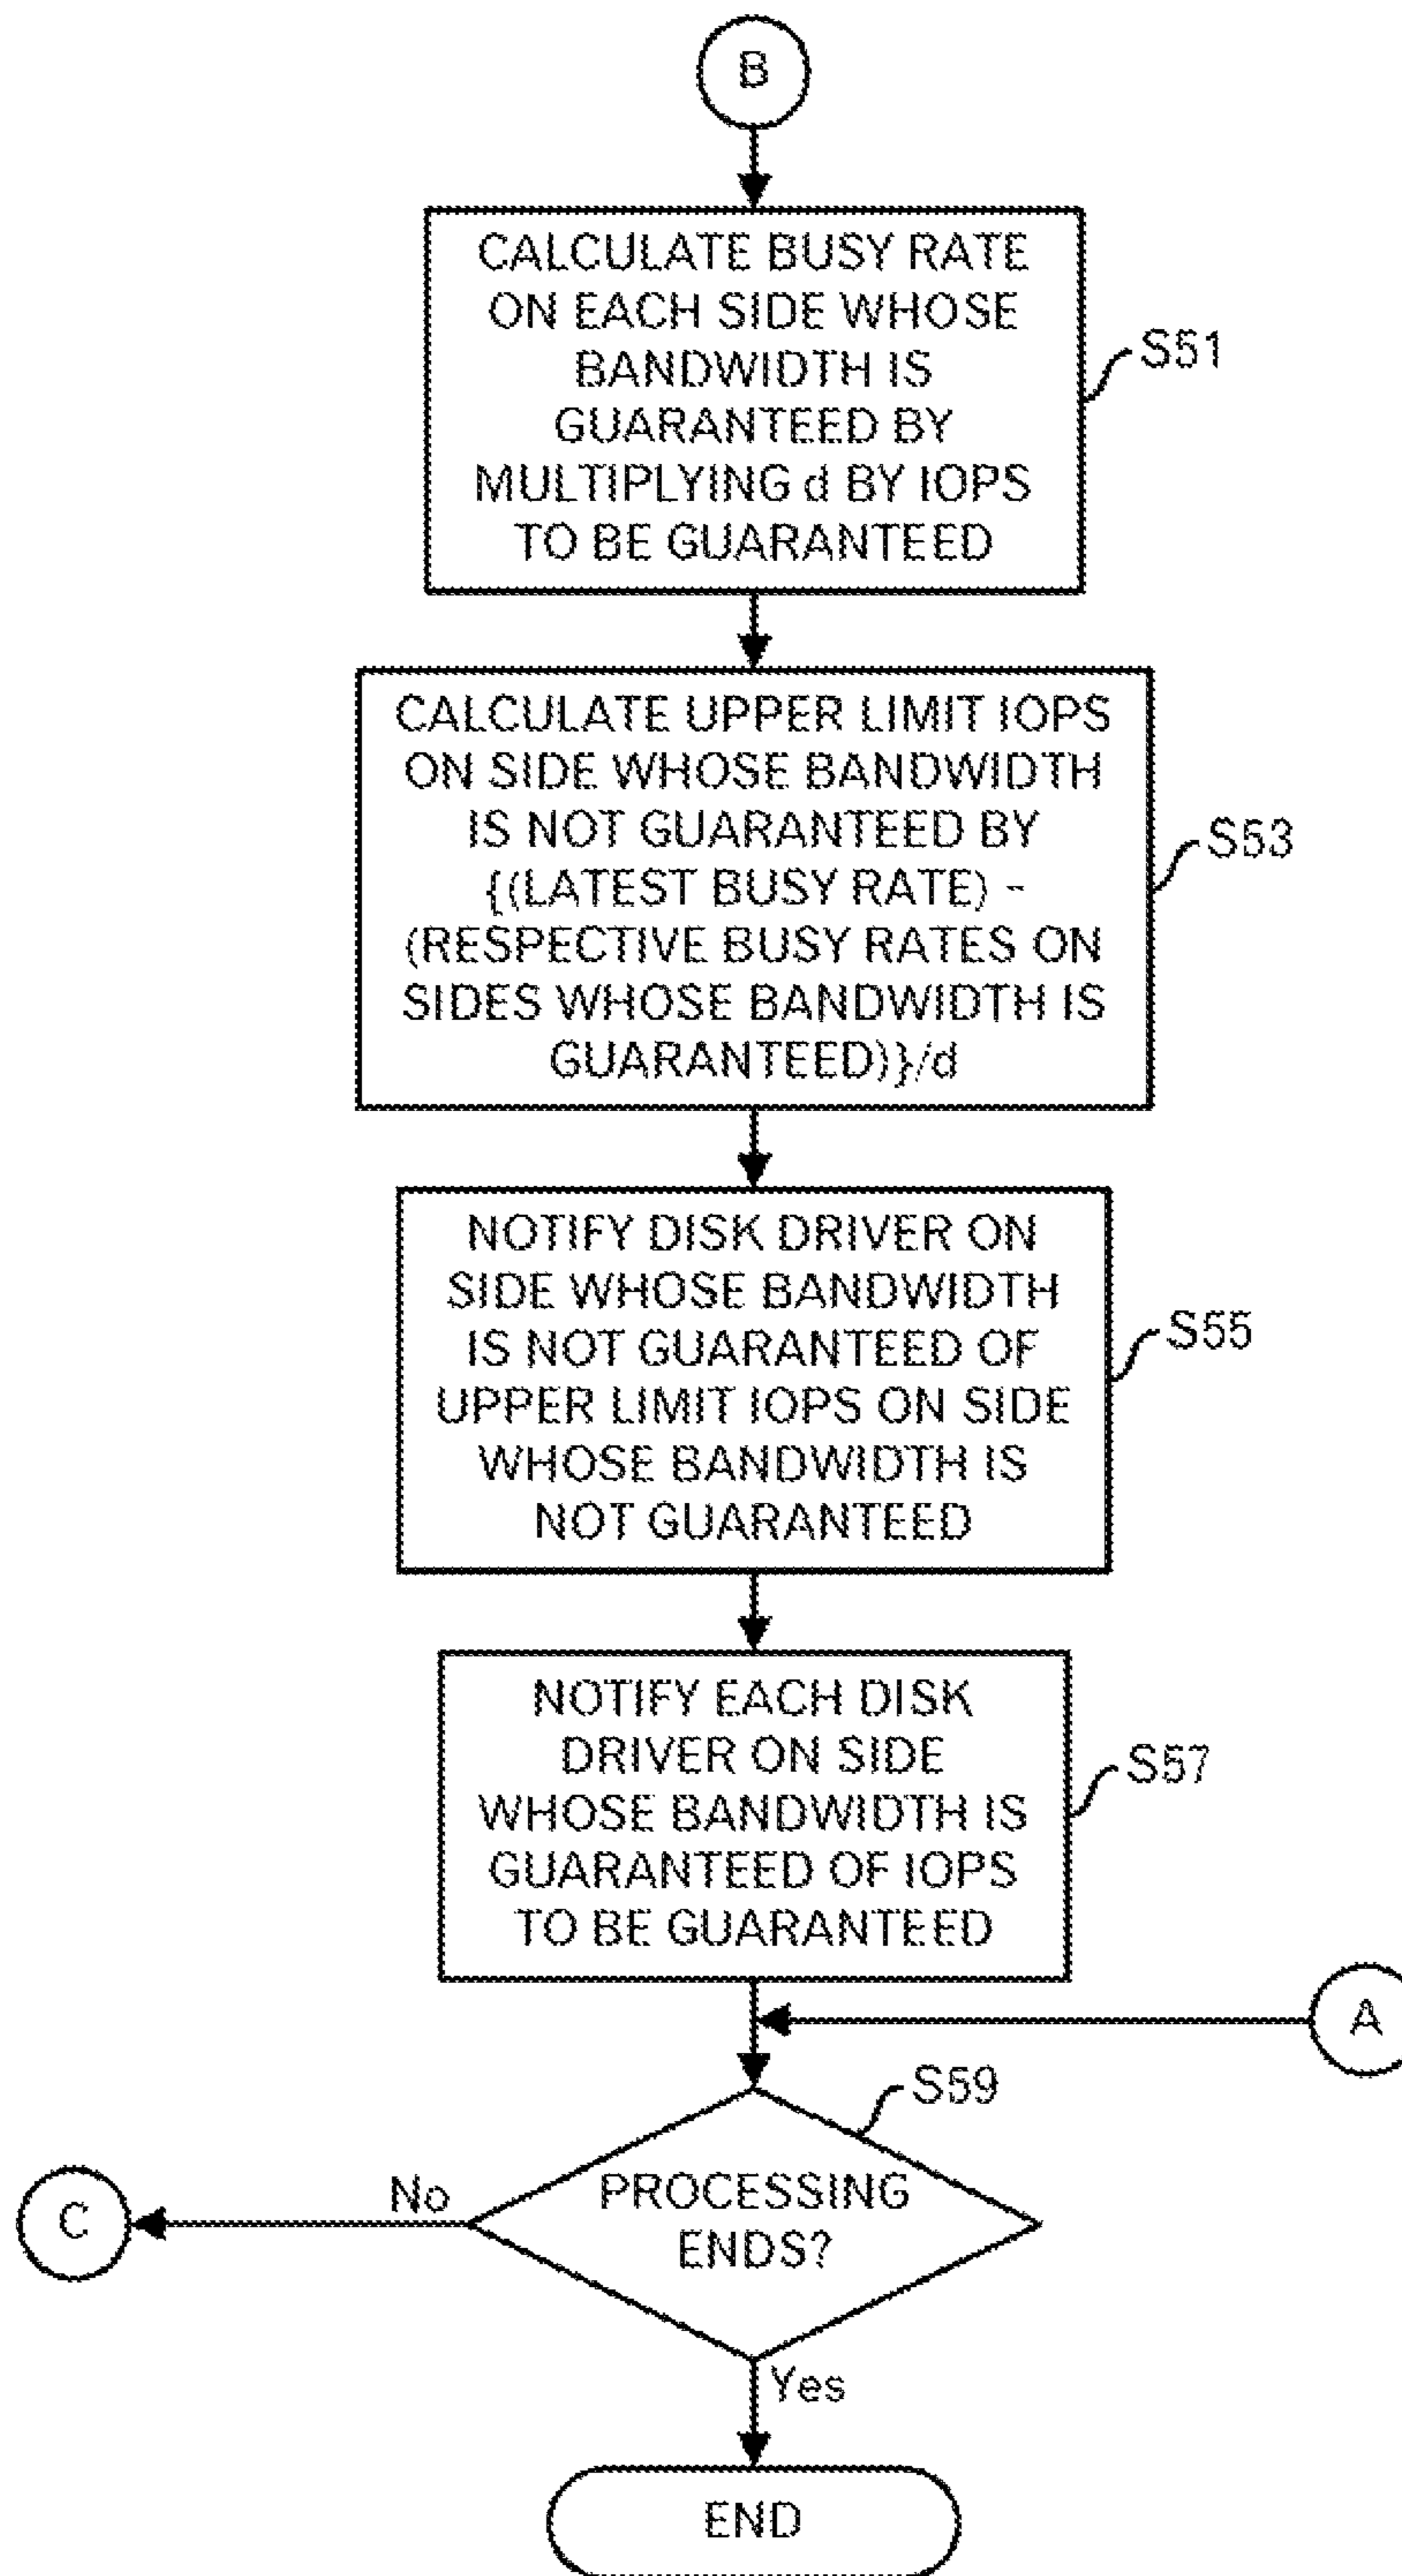 B
CALCULATE BUSY RATE
ON EACH SIDE WHOSE
BANDWIDTH IS
GUARANTEED BY
MULTIPLYING d BY IOPS
TO BE GUARANTEED
S51
CALCULATE UPPER LIMIT IOPS
ON SIDE WHOSE BANDWIDTH
IS NOT GUARANTEED BY
{(LATEST BUSY RATE) -
(RESPECTIVE BUSY RATES ON
SIDES WHOSE BANDWIDTH IS
GUARANTEED)}/d
S53
NOTIFY DISK DRIVER ON
SIDE WHOSE BANDWIDTH
IS NOT GUARANTEED OF
UPPER LIMIT IOPS ON SIDE
WHOSE BANDWIDTH IS
NOT GUARANTEED
S55
NOTIFY EACH DISK
DRIVER ON SIDE
WHOSE BANDWIDTH IS
GUARANTEED OF IOPS
TO BE GUARANTEED
S57
A
S59
PROCESSING
ENDS?
No
C
Yes
END